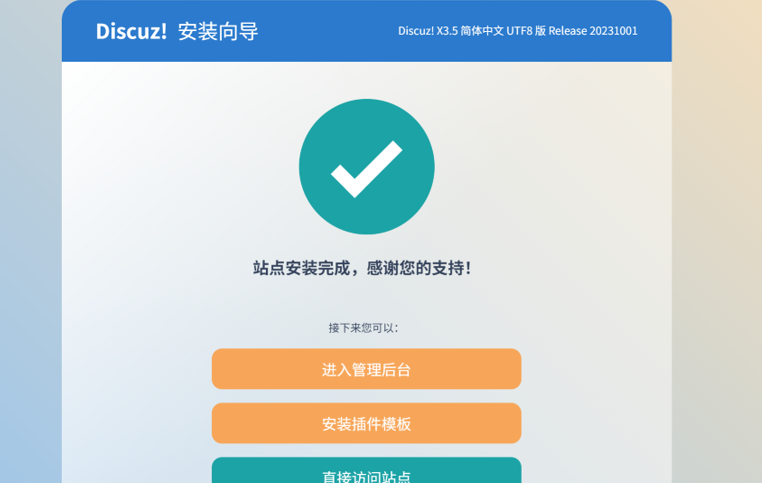 Discuz! 安装向导
Discuz! X3.5 简体中文 UTF8 版 Release 20231001
站点安装完成，感谢您的支持！
接下来您可以：
进入管理后台
安装插件模板
直接访问站点